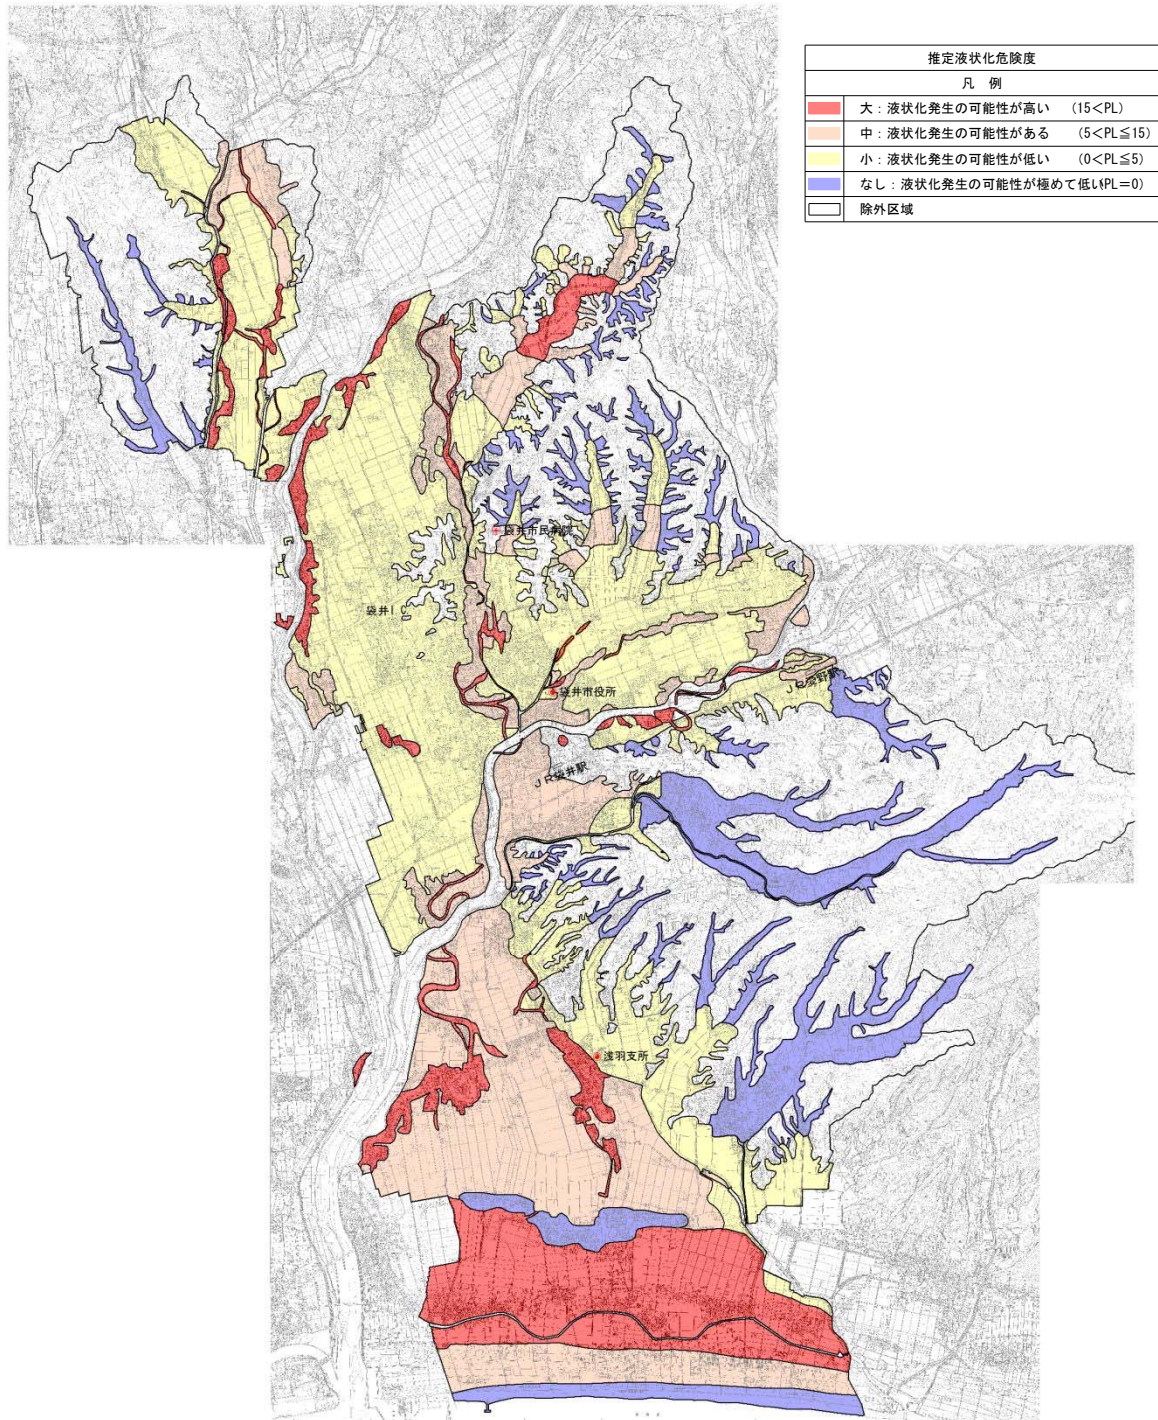 推定液状化危険度
凡 例
大：液状化発生の可能性が高い （15＜PL）
中：液状化発生の可能性がある （5＜PL≦15）
小：液状化発生の可能性が低い （0＜PL≦5）
なし：液状化発生の可能性が極めて低い（PL＝0）
除外区域
袋井市民病院
袋井I.C.
袋井市役所
JR愛野駅
JR袋井駅
浅羽支所